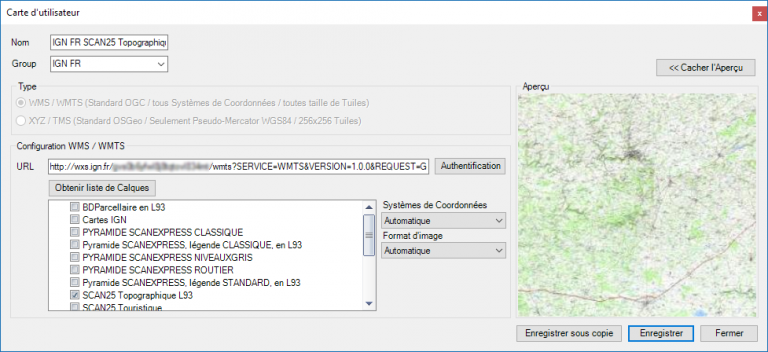 Carte d'utilisateur
x
Nom
IGN FR SCAN25 Topographiqu
Group
IGN FR
<< Cacher l'Aperçu
Type
WMS / WMTS (Standard OGC / tous Systèmes de Coordonnées / toutes taille de Tuiles)
XYZ / TMS (Standard OSGeo / Seulement Pseudo-Mercator WGS84 / 256x256 Tuiles)
Aperçu
Configuration WMS / WMTS
URL
http://wxs.ign.fr/ /wmts?SERVICE=WMTS&VERSION=1.0.0&REQUEST=G
Authentification
Obtenir liste de Calques
BDParcellaire en L93
Cartes IGN
PYRAMIDE SCANEXPRESS CLASSIQUE
Pyramide SCANEXPRESS, légende CLASSIQUE, en L93
PYRAMIDE SCANEXPRESS NIVEAUXGRIS
PYRAMIDE SCANEXPRESS ROUTIER
Pyramide SCANEXPRESS, légende STANDARD, en L93
SCAN25 Topographique L93
SCAN25 Touristique
Systèmes de Coordonnées
Automatique
Format d'image
Automatique
Enregistrer sous copie
Enregistrer
Fermer